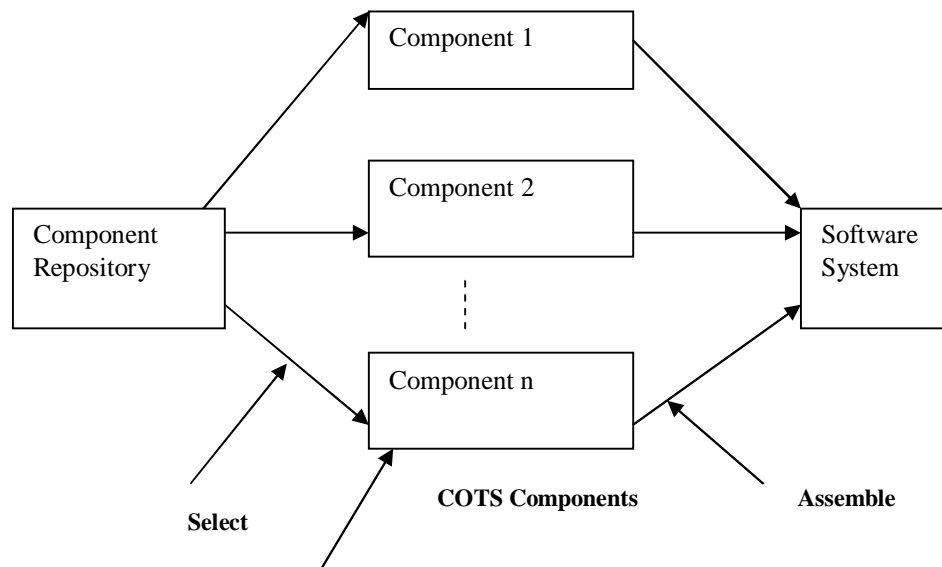 Component 1
Component 2
Component
Repository
Software
System
Component n
COTS Components
Select
Assemble